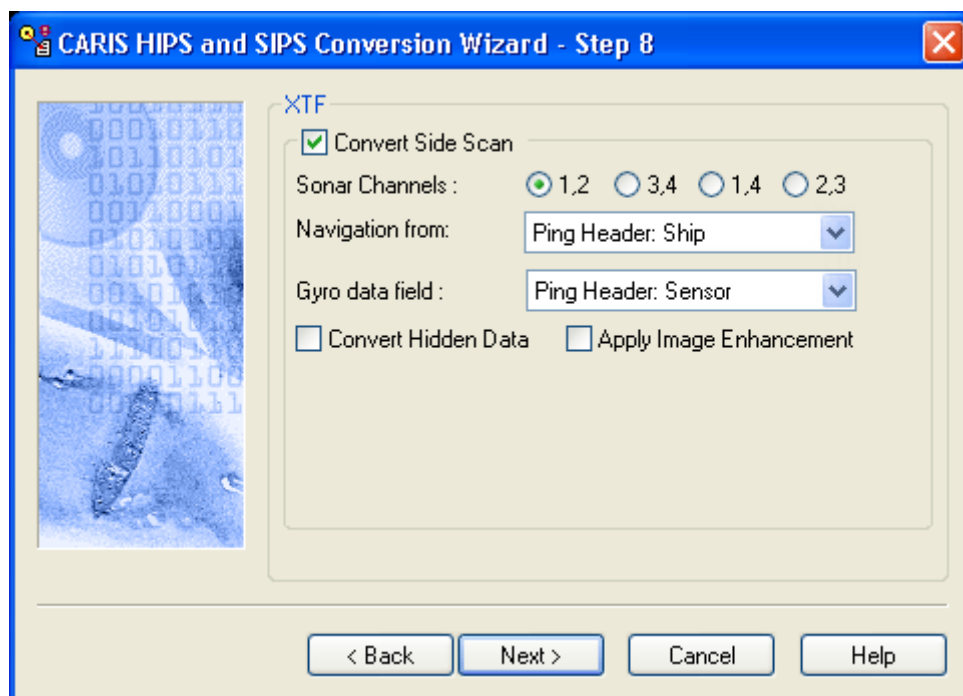 CARIS HIPS and SIPS Conversion Wizard - Step 8
XTF
Convert Side Scan
Sonar Channels : 1,2 3,4 1,4 2,3
Navigation from: Ping Header: Ship
Gyro data field : Ping Header: Sensor
Convert Hidden Data Apply Image Enhancement
< Back Next > Cancel Help